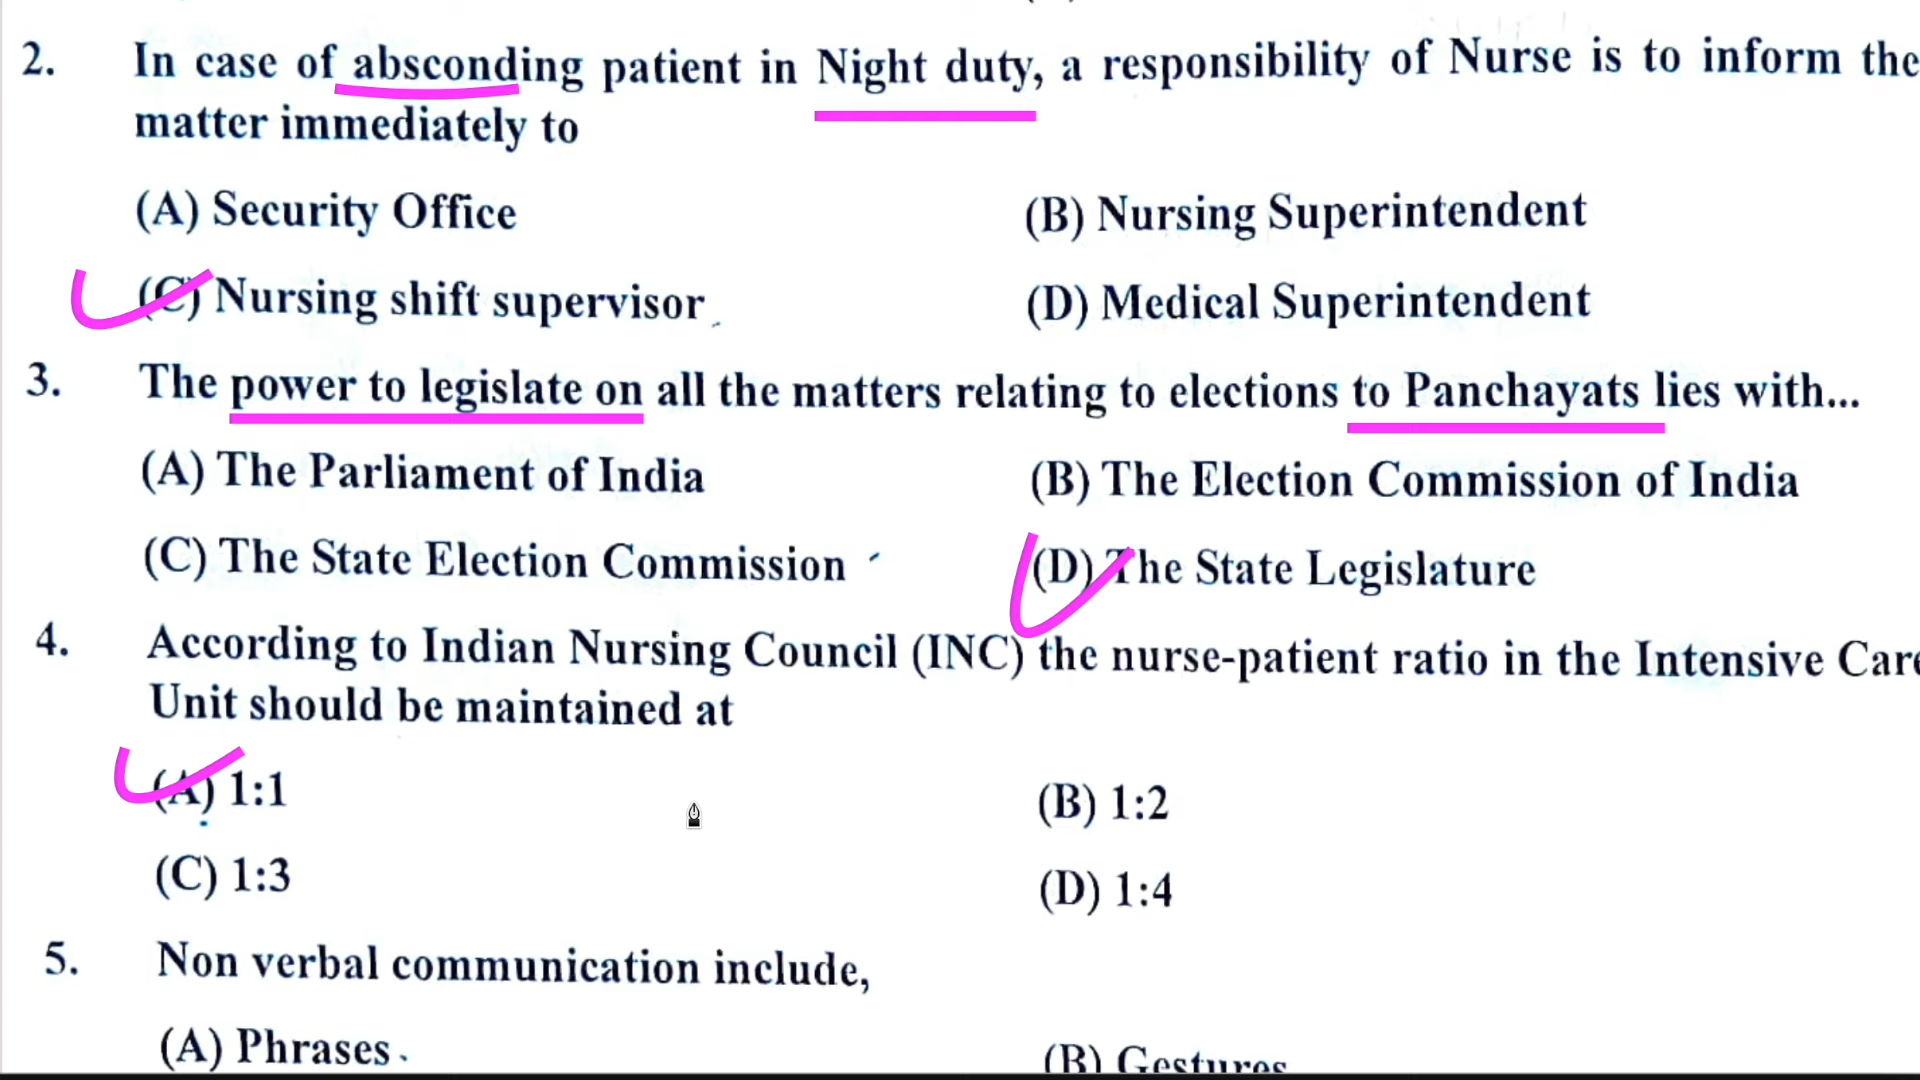 2. In case of absconding patient in Night duty, a responsibility of Nurse is to inform the
matter immediately to
(A) Security Office (B) Nursing Superintendent
(C) Nursing shift supervisor (D) Medical Superintendent
3. The power to legislate on all the matters relating to elections to Panchayats lies with...
(A) The Parliament of India (B) The Election Commission of India
(C) The State Election Commission (D) The State Legislature
4. According to Indian Nursing Council (INC) the nurse-patient ratio in the Intensive Care
Unit should be maintained at
(A) 1:1 (B) 1:2
(C) 1:3 (D) 1:4
5. Non verbal communication include,
(A) Phrases (B) Gestures